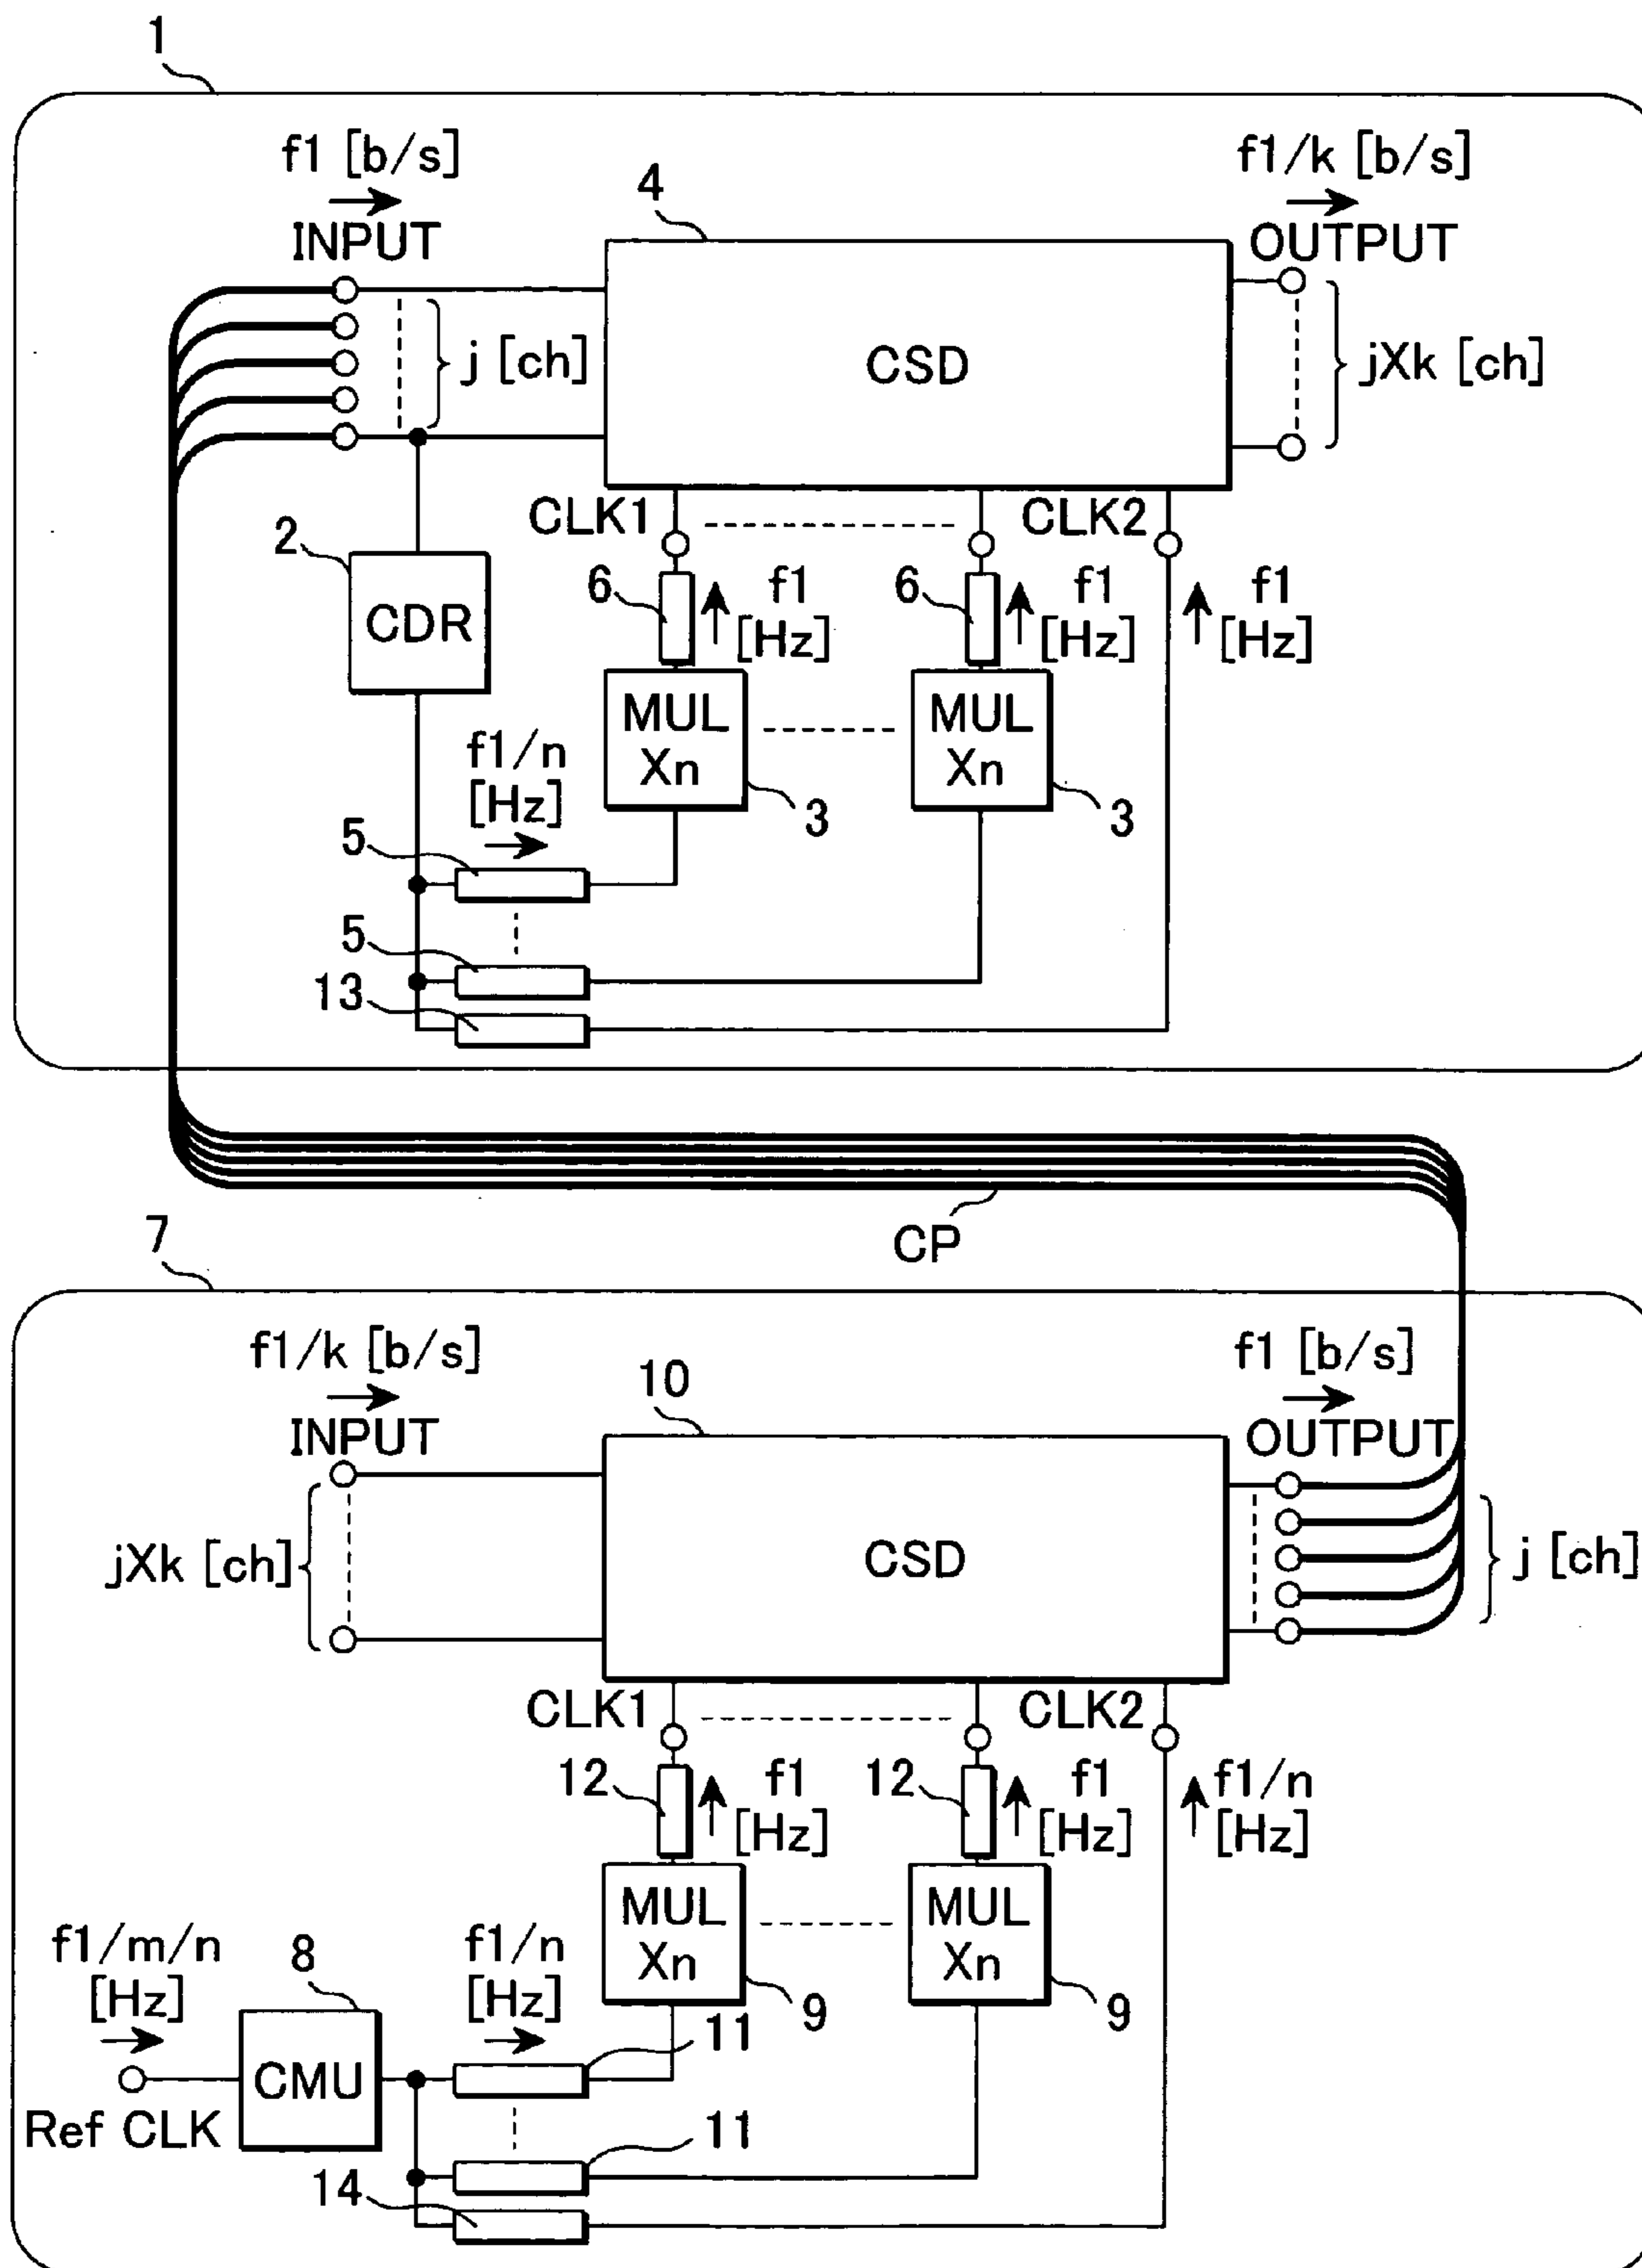 1
f1 [b/s]
INPUT
4
f1/k [b/s]
OUTPUT
j [ch]
CSD
jXk [ch]
CLK1
CLK2
2
CDR
6
f1
[Hz]
6
f1
[Hz]
f1
[Hz]
MUL
Xn
MUL
Xn
3
3
f1/n
[Hz]
5
5
13
CP
7
f1/k [b/s]
INPUT
10
f1 [b/s]
OUTPUT
jXk [ch]
CSD
j [ch]
CLK1
CLK2
12
f1
[Hz]
12
f1
[Hz]
f1/n
[Hz]
MUL
Xn
MUL
Xn
9
9
f1/m/n
[Hz]
8
f1/n
[Hz]
CMU
Ref CLK
11
11
14